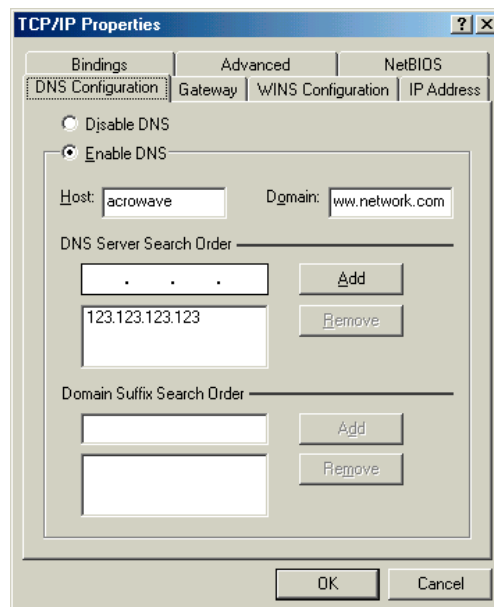 TCP/IP Properties
Bindings Advanced NetBIOS
DNS Configuration Gateway WINS Configuration IP Address
Disable DNS
Enable DNS
Host: acrowave Domain: ww.network.com
DNS Server Search Order
. . . Add
123.123.123.123 Remove
Domain Suffix Search Order
Add
Remove
OK Cancel